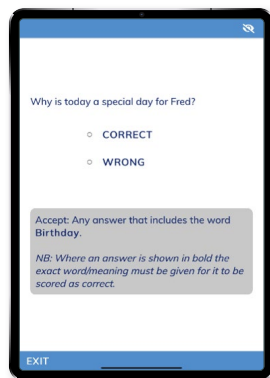 Why is today a special day for Fred?
CORRECT
WRONG
Accept: Any answer that includes the word
Birthday.
NB: Where an answer is shown in bold the
exact word/meaning must be given for it to be
scored as correct.
EXIT